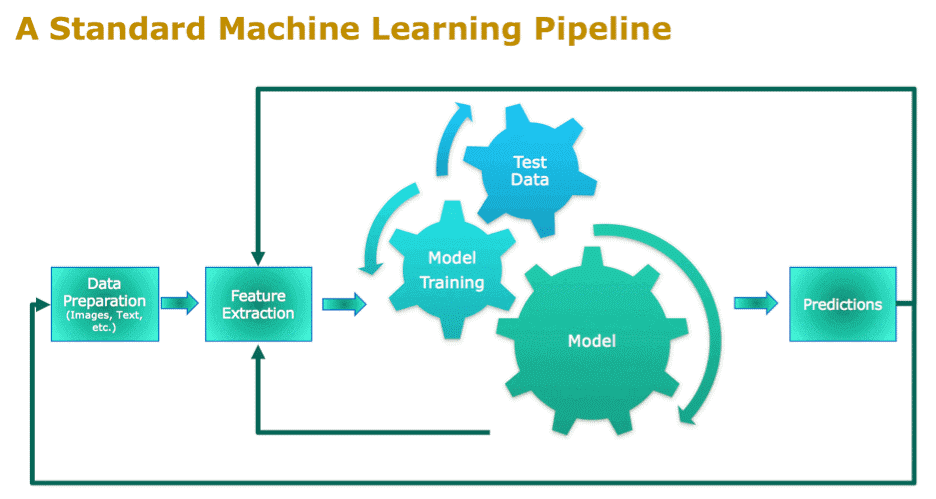 A Standard Machine Learning Pipeline
Test
Data
Model
Training
Data
Preparation
(Images, Text,
etc.)
Feature
Extraction
Model
Predictions